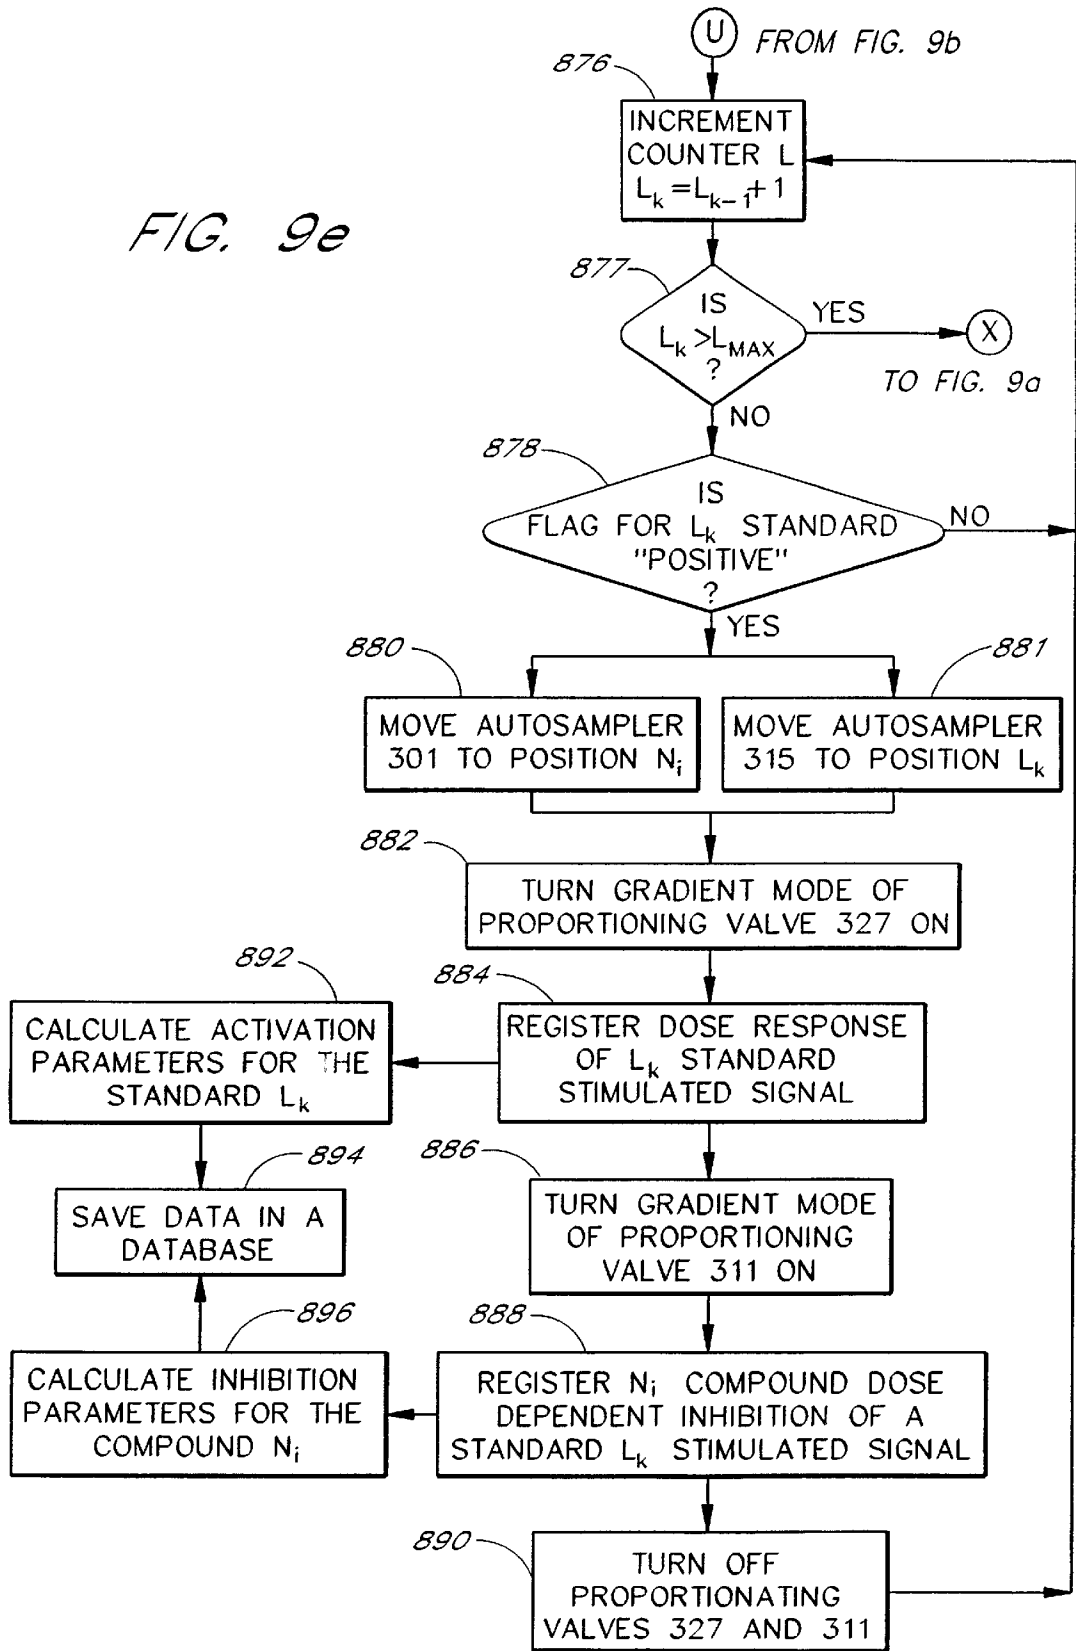 U FROM FIG. 9b
876
INCREMENT
COUNTER L
Lₖ=Lₖ₋₁+1
FIG. 9e
877
IS
Lₖ>L_MAX
?
YES
X
TO FIG. 9a
NO
878
IS
FLAG FOR Lₖ STANDARD
"POSITIVE"
?
NO
YES
880
MOVE AUTOSAMPLER
301 TO POSITION Nᵢ
881
MOVE AUTOSAMPLER
315 TO POSITION Lₖ
882
TURN GRADIENT MODE OF
PROPORTIONING VALVE 327 ON
892
CALCULATE ACTIVATION
PARAMETERS FOR THE
STANDARD Lₖ
884
REGISTER DOSE RESPONSE
OF Lₖ STANDARD
STIMULATED SIGNAL
894
SAVE DATA IN A
DATABASE
886
TURN GRADIENT MODE
OF PROPORTIONING
VALVE 311 ON
896
CALCULATE INHIBITION
PARAMETERS FOR THE
COMPOUND Nᵢ
888
REGISTER Nᵢ COMPOUND DOSE
DEPENDENT INHIBITION OF A
STANDARD Lₖ STIMULATED SIGNAL
890
TURN OFF
PROPORTIONATING
VALVES 327 AND 311